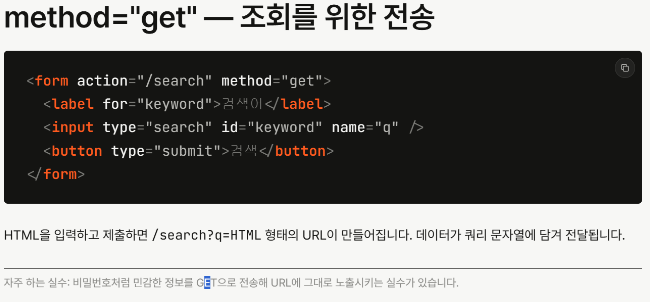 method="get" — 조회를 위한 전송
<form action="/search" method="get">
<label for="keyword">검색어</label>
<input type="search" id="keyword" name="q" />
<button type="submit">검색</button>
</form>
HTML을 입력하고 제출하면 /search?q=HTML 형태의 URL이 만들어집니다. 데이터가 쿼리 문자열에 담겨 전달됩니다.
자주 하는 실수: 비밀번호처럼 민감한 정보를 GET으로 전송해 URL에 그대로 노출시키는 실수가 있습니다.